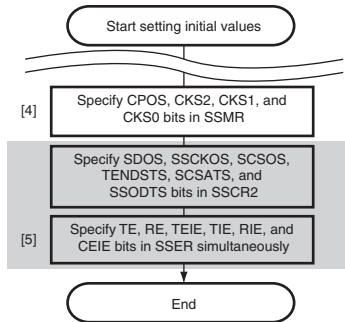 Start setting initial values
[4]
Specify CPOS, CKS2, CKS1, and
CKS0 bits in SSMR
Specify SDOS, SSCKOS, SCSOS,
TENDSTS, SCSATS, and
SSODTS bits in SSCR2
[5]
Specify TE, RE, TEIE, TIE, RIE, and
CEIE bits in SSER simultaneously
End